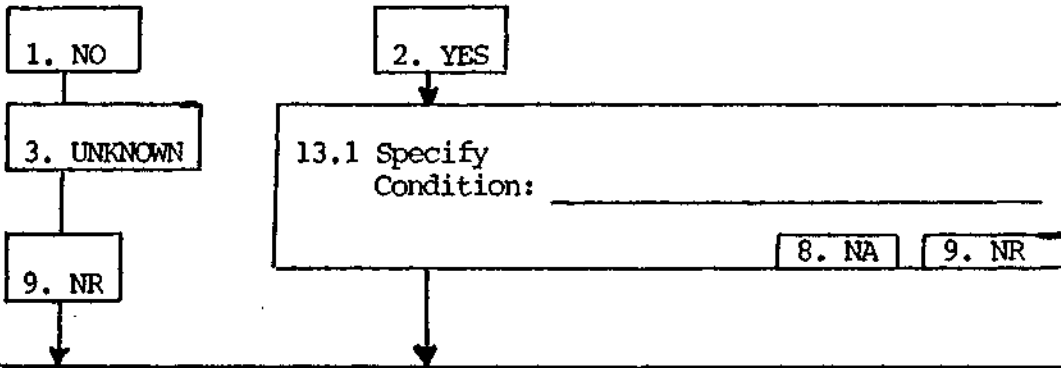 1. NO
2. YES
3. UNKNOWN
13.1 Specify
Condition:
8. NA
9. NR
9. NR